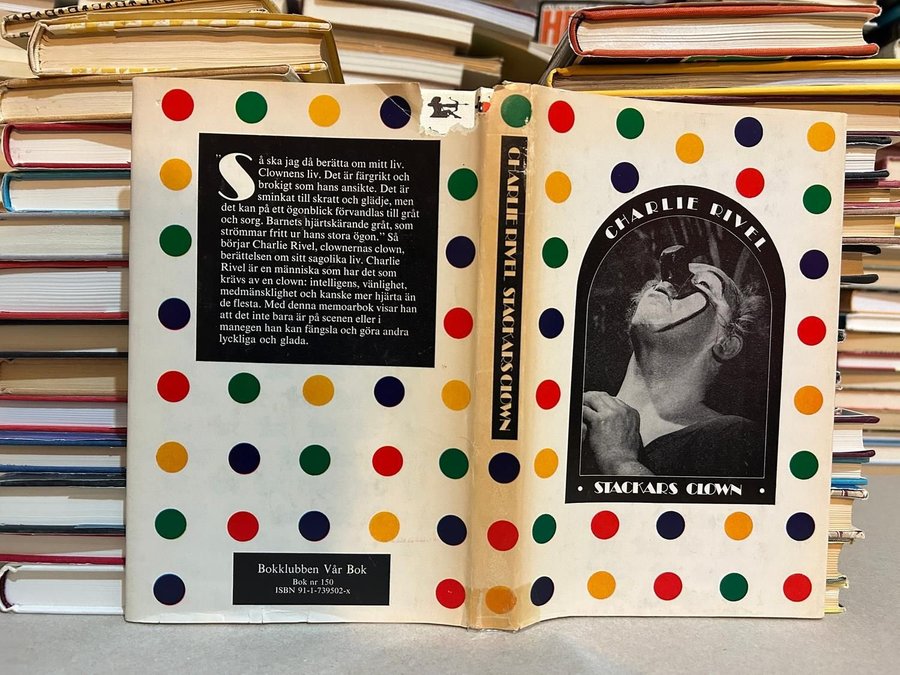 "Så ska jag då berätta om mitt liv.
Clownens liv. Det är färgrikt och
brokigt som hans ansikte. Det är
sminkat till skratt och glädje, men
det kan på ett ögonblick förvandlas till gråt
och sorg. Barnets hjärtskärande gråt, som
strömmar fritt ur hans stora ögon." Så
börjar Charlie Rivel, clownernas clown,
berättelsen om sitt sagolika liv. Charlie
Rivel är en människa som har det som
krävs av en clown: intelligens, vänlighet,
medmänsklighet och kanske mer hjärta än
de flesta. Med denna memoarbok visar han
att det inte bara är på scenen eller i
manegen han kan fängsla och göra andra
lyckliga och glada.
Bokklubben Vår Bok
Bok nr 150
ISBN 91-1-739502-x
CHARLIE RIVEL STACKARS CLOWN
CHARLIE RIVEL
• STACKARS CLOWN •